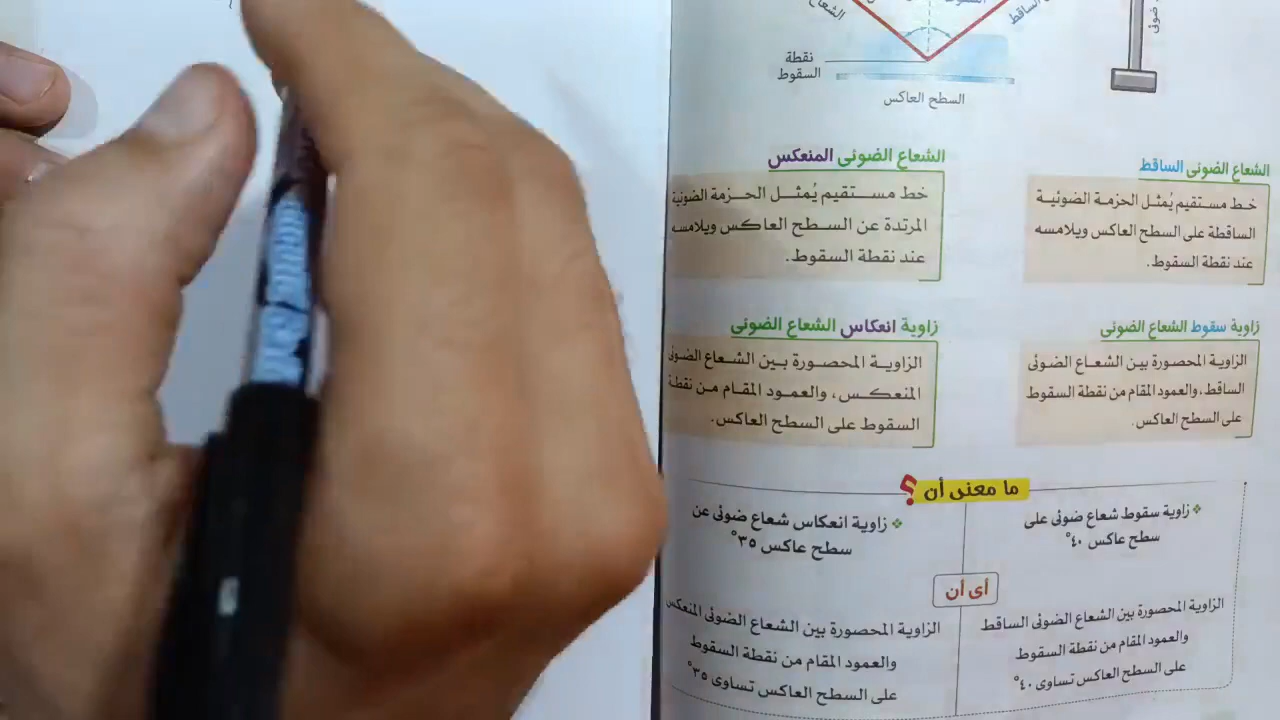 الشعاع
الساقط
ضوئى
نقطة
السقوط
السطح العاكس
الشعاع الضوئى الساقط
خط مستقيم يُمثل الحزمة الضوئية
الساقطة على السطح العاكس ويلامسه
عند نقطة السقوط.
الشعاع الضوئى المنعكس
خط مستقيم يُمثل الحزمة الضوئية
المرتدة عن السطح العاكس ويلامسه
عند نقطة السقوط.
زاوية سقوط الشعاع الضوئى
الزاوية المحصورة بين الشعاع الضوئى
الساقط، والعمود المقام من نقطة السقوط
على السطح العاكس.
زاوية انعكاس الشعاع الضوئى
الزاوية المحصورة بين الشعاع الضوئى
المنعكس، والعمود المقام من نقطة
السقوط على السطح العاكس.
ما معنى أن ؟
زاوية سقوط شعاع ضوئى على
سطح عاكس ٤٠°
زاوية انعكاس شعاع ضوئى عن
سطح عاكس ٣٥°
أى أن
الزاوية المحصورة بين الشعاع الضوئى الساقط
والعمود المقام من نقطة السقوط
على السطح العاكس تساوى ٤٠°
الزاوية المحصورة بين الشعاع الضوئى المنعكس
والعمود المقام من نقطة السقوط
على السطح العاكس تساوى ٣٥°